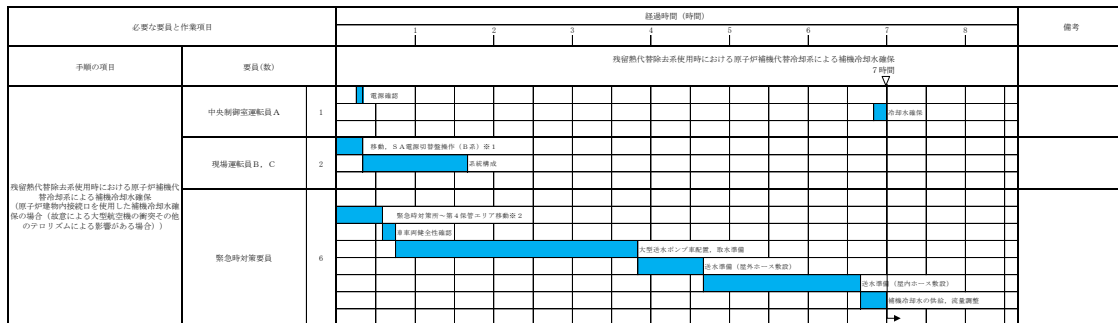 必要な要員と作業項目
経過時間（時間）
備考
1 2 3 4 5 6 7 8
手順の項目
要員(数)
残留熱代替除去系使用時における原子炉補機代替冷却系による補機冷却水確保
7時間
残留熱代替除去系使用時における原子炉補機代
替冷却系による補機冷却水確保
（原子炉建物内接続口を使用した補機冷却水確
保の場合（故意による大型航空機の衝突その他
のテロリズムによる影響がある場合））
中央制御室運転員A
1
電源確認
冷却水確保
現場運転員B，C
2
移動，SA電源切替盤操作（B系）※1
系統構成
緊急時対策要員
6
緊急時対策所～第4保管エリア移動※2
車両健全性確認
大型送水ポンプ車配置，取水準備
送水準備（屋外ホース敷設）
送水準備（屋内ホース敷設）
補機冷却水の供給，流量調整